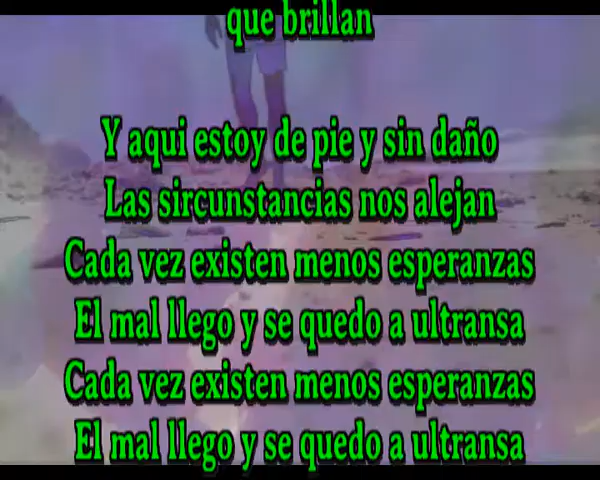 que brillan
Y aqui estoy de pie y sin daño
Las sircunstancias nos alejan
Cada vez existen menos esperanzas
El mal llego y se quedo a ultransa
Cada vez existen menos esperanzas
El mal llego y se quedo a ultransa